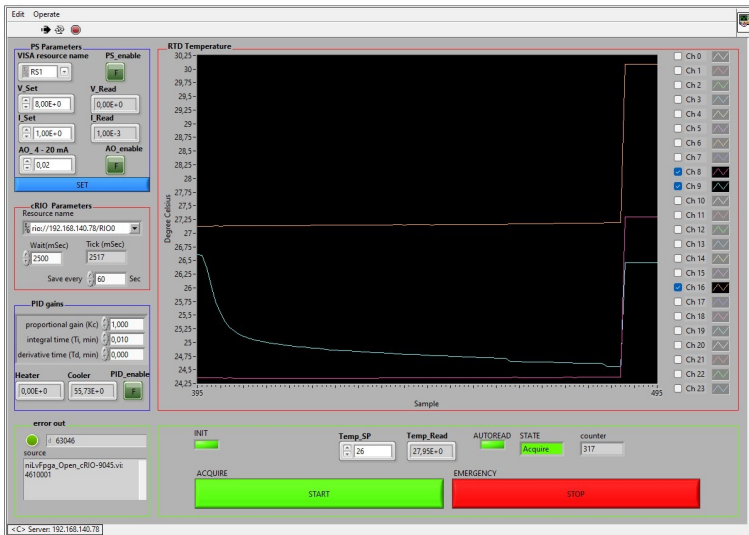 Edit Operate
PS Parameters
VISA resource name PS_enable
RS1 F
V_Set V_Read
8,00E+0 0,00E+0
I_Set I_Read
1,00E+0 1,00E-3
AO_ 4 - 20 mA AO_enable
0,02 F
SET
cRIO Parameters
Resource name
rio://192.168.140.78/RIO0
Wait(mSec) Tick (mSec)
2500 2517
Save every 60 Sec
PID gains
proportional gain (Kc) 1,000
integral time (Ti, min) 0,010
derivative time (Td, min) 0,000
Heater Cooler PID_enable
0,00E+0 55,73E+0 F
error out
d 63046
source
niLvFpga_Open_cRIO-9045.vi:
4610001
RTD Temperature
30,25
30
29,75
29,5
29,25
29
28,75
28,5
28,25
28
27,75
27,5
27,25
27
26,75
26,5
26,25
26
25,75
25,5
25,25
25
24,75
24,5
24,25
Degree Celsius
395 495
Sample
Ch 0
Ch 1
Ch 2
Ch 3
Ch 4
Ch 5
Ch 6
Ch 7
Ch 8
Ch 9
Ch 10
Ch 11
Ch 12
Ch 13
Ch 14
Ch 15
Ch 16
Ch 17
Ch 18
Ch 19
Ch 20
Ch 21
Ch 22
Ch 23
INIT Temp_SP Temp_Read AUTOREAD STATE counter
26 27,95E+0 Acquire 317
ACQUIRE EMERGENCY
START STOP
<C> Server: 192.168.140.78